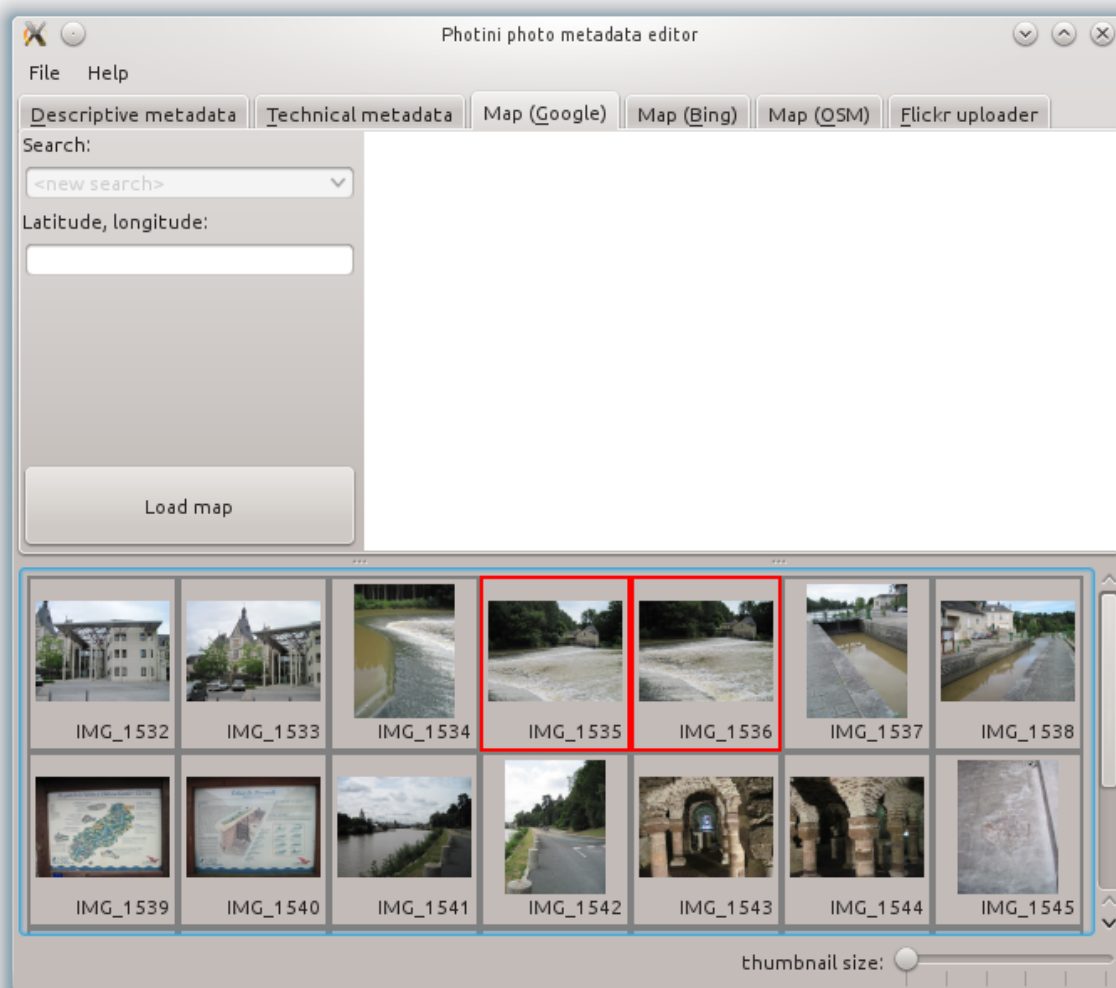 Photini photo metadata editor
File Help
Descriptive metadata Technical metadata Map (Google) Map (Bing) Map (OSM) Flickr uploader
Search:
<new search>
Latitude, longitude:
Load map
IMG_1532 IMG_1533 IMG_1534 IMG_1535 IMG_1536 IMG_1537 IMG_1538
IMG_1539 IMG_1540 IMG_1541 IMG_1542 IMG_1543 IMG_1544 IMG_1545
thumbnail size: